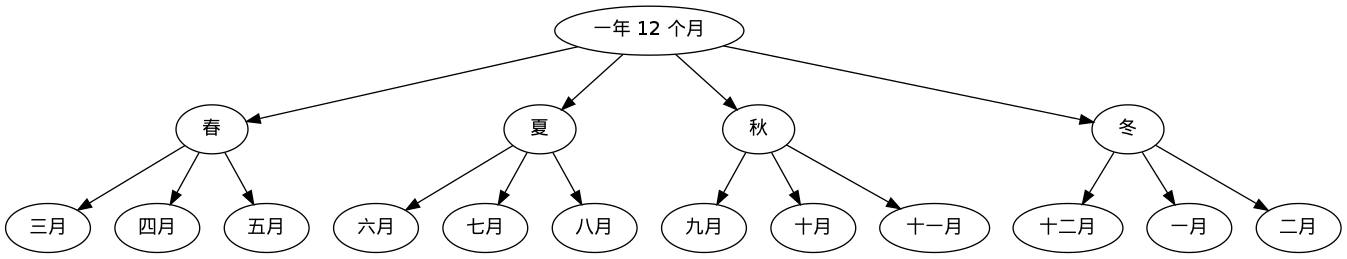 一年 12 个月
春
夏
秋
冬
三月
四月
五月
六月
七月
八月
九月
十月
十一月
十二月
一月
二月